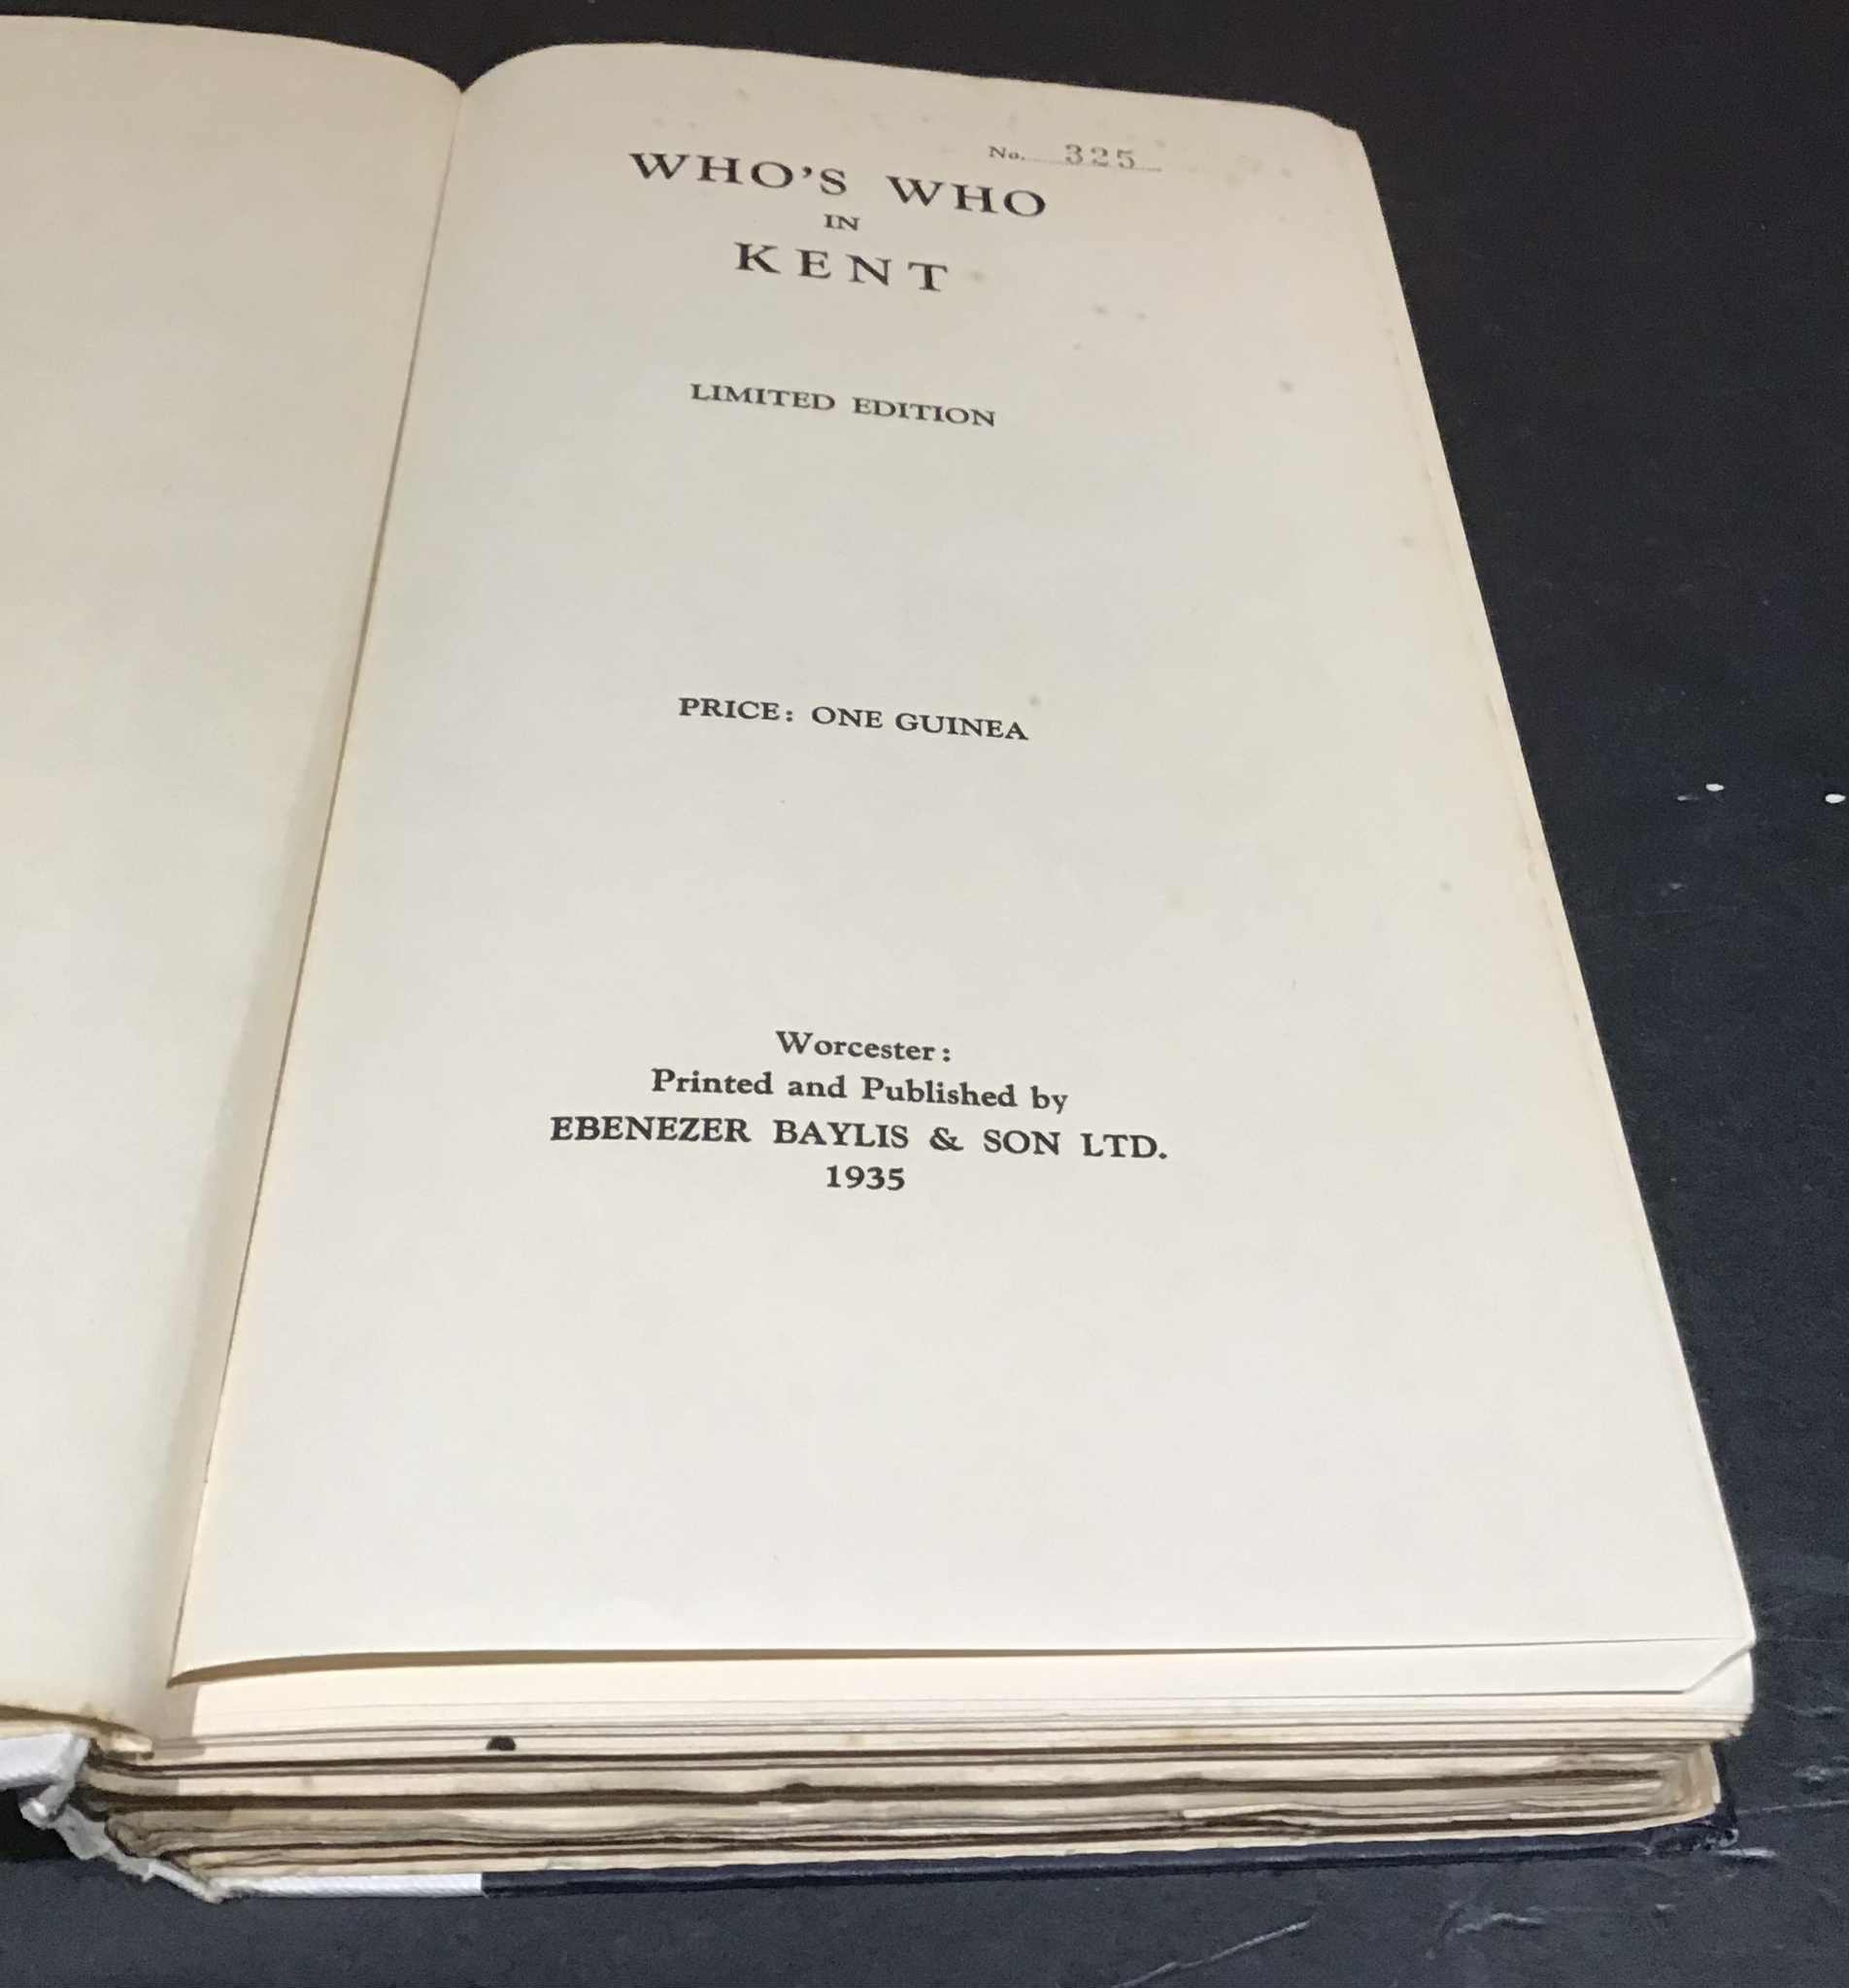 No. 325
WHO'S WHO
IN
KENT
LIMITED EDITION
PRICE: ONE GUINEA
Worcester:
Printed and Published by
EBENEZER BAYLIS & SON LTD.
1935